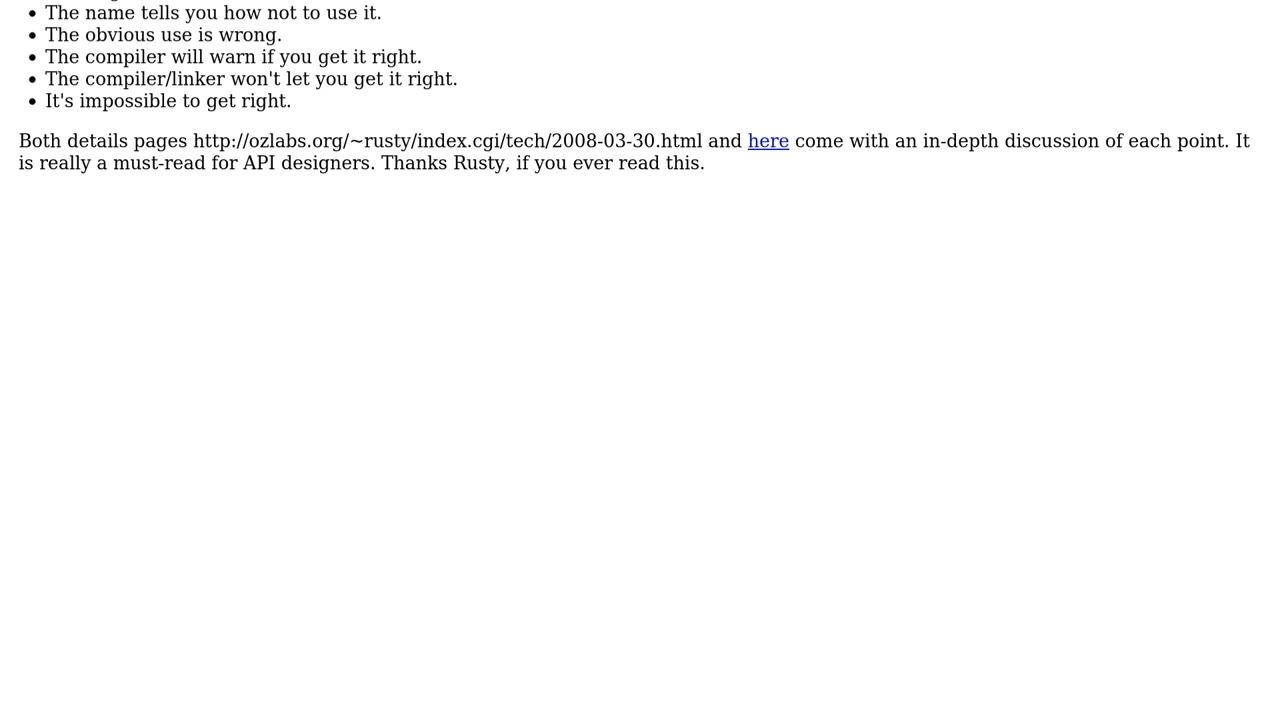 The name tells you how not to use it.
The obvious use is wrong.
The compiler will warn if you get it right.
The compiler/linker won't let you get it right.
It's impossible to get right.
Both details pages http://ozlabs.org/~rusty/index.cgi/tech/2008-03-30.html and here come with an in-depth discussion of each point. It
is really a must-read for API designers. Thanks Rusty, if you ever read this.